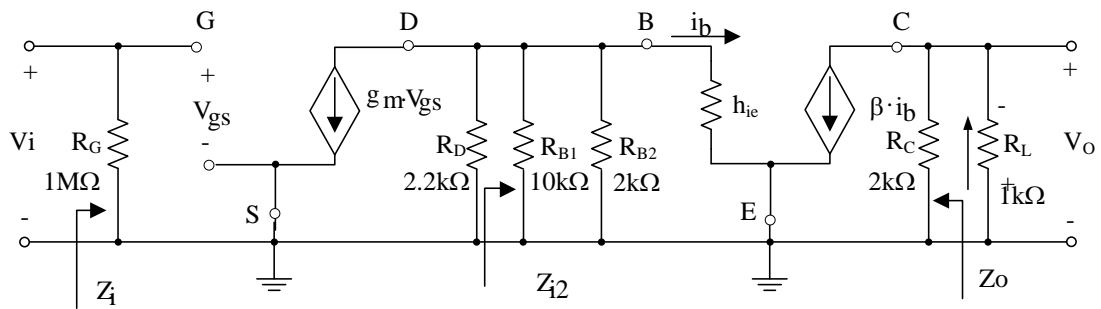 G
D
B
i_b
C
+
+
+
g_m·V_gs
h_ie
β·i_b
-
V_gs
Vi
R_G
R_D
R_B1
R_B2
R_C
R_L
V_O
-
1MΩ
2.2kΩ
10kΩ
2kΩ
2kΩ
+
1kΩ
-
S
E
-
Z_i
Z_i2
Zo